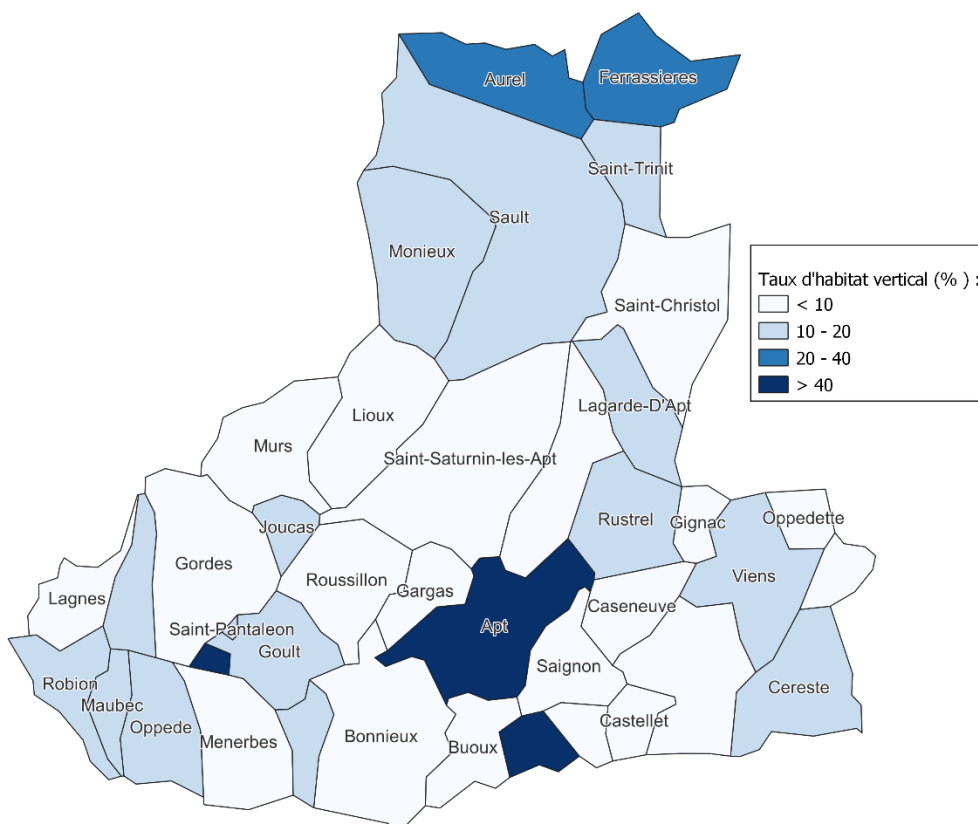 Aurel
Ferrassieres
Saint-Trinit
Sault
Monieux
Taux d'habitat vertical (% ) :
< 10
10 - 20
20 - 40
> 40
Saint-Christol
Lagarde-D'Apt
Lioux
Murs
Saint-Saturnin-les-Apt
Rustrel
Gignac
Oppedette
Joucas
Gordes
Roussillon
Gargas
Viens
Lagnes
Caseneuve
Saint-Pantaleon
Apt
Goult
Saignon
Robion
Maubec
Oppede
Cereste
Menerbes
Bonnieux
Buoux
Castellet